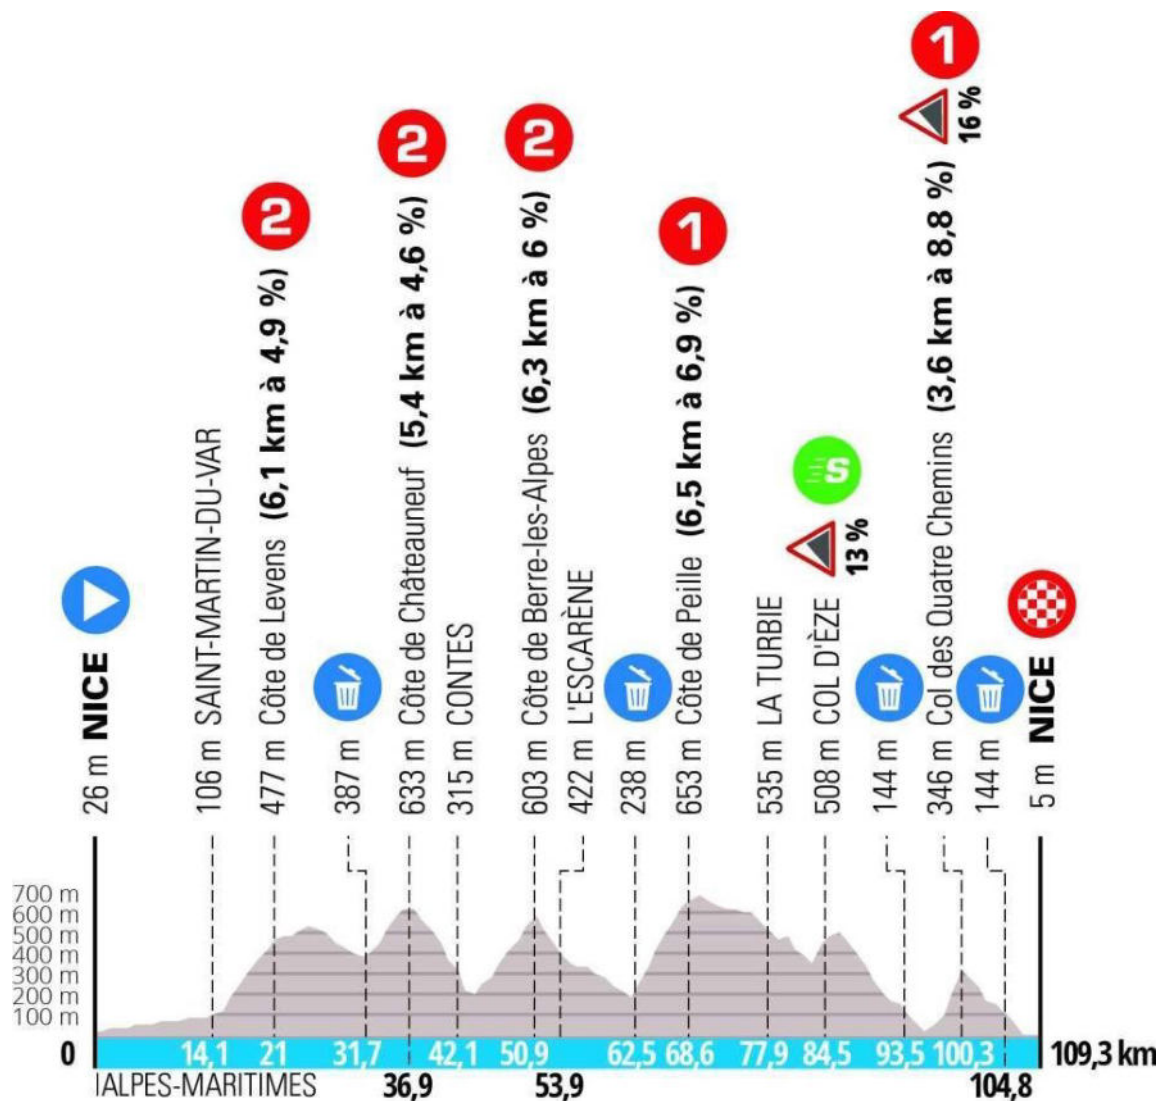 26 m NICE
106 m SAINT-MARTIN-DU-VAR
477 m Côte de Levens (6,1 km à 4,9 %) 2
387 m
633 m Côte de Châteauneuf (5,4 km à 4,6 %) 2
315 m CONTES
603 m Côte de Berre-les-Alpes (6,3 km à 6 %) 2
422 m L'ESCARÈNE
238 m
653 m Côte de Peille (6,5 km à 6,9 %) 1
535 m LA TURBIE
508 m COL D'ÈZE 13 % S
144 m
346 m Col des Quatre Chemins (3,6 km à 8,8 %) 16 % 1
144 m
5 m NICE
700 m
600 m
500 m
400 m
300 m
200 m
100 m
0 14,1 21 31,7 42,1 50,9 62,5 68,6 77,9 84,5 93,5 100,3 109,3 km
ALPES-MARITIMES 36,9 53,9 104,8